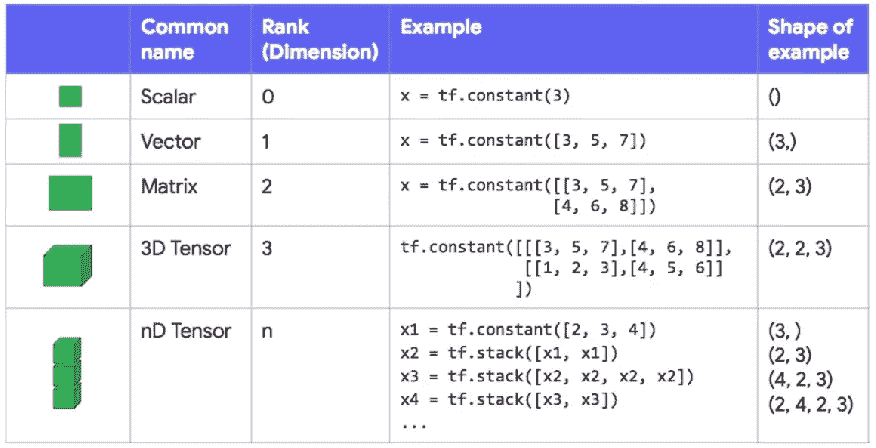 Common name
Rank (Dimension)
Example
Shape of example
Scalar
0
x = tf.constant(3)
()
Vector
1
x = tf.constant([3, 5, 7])
(3,)
Matrix
2
x = tf.constant([[3, 5, 7],
[4, 6, 8]])
(2, 3)
3D Tensor
3
tf.constant([[[3, 5, 7],[4, 6, 8]],
[[1, 2, 3],[4, 5, 6]]
])
(2, 2, 3)
nD Tensor
n
x1 = tf.constant([2, 3, 4])
(3, )
x2 = tf.stack([x1, x1])
(2, 3)
x3 = tf.stack([x2, x2, x2, x2])
(4, 2, 3)
x4 = tf.stack([x3, x3])
(2, 4, 2, 3)
...